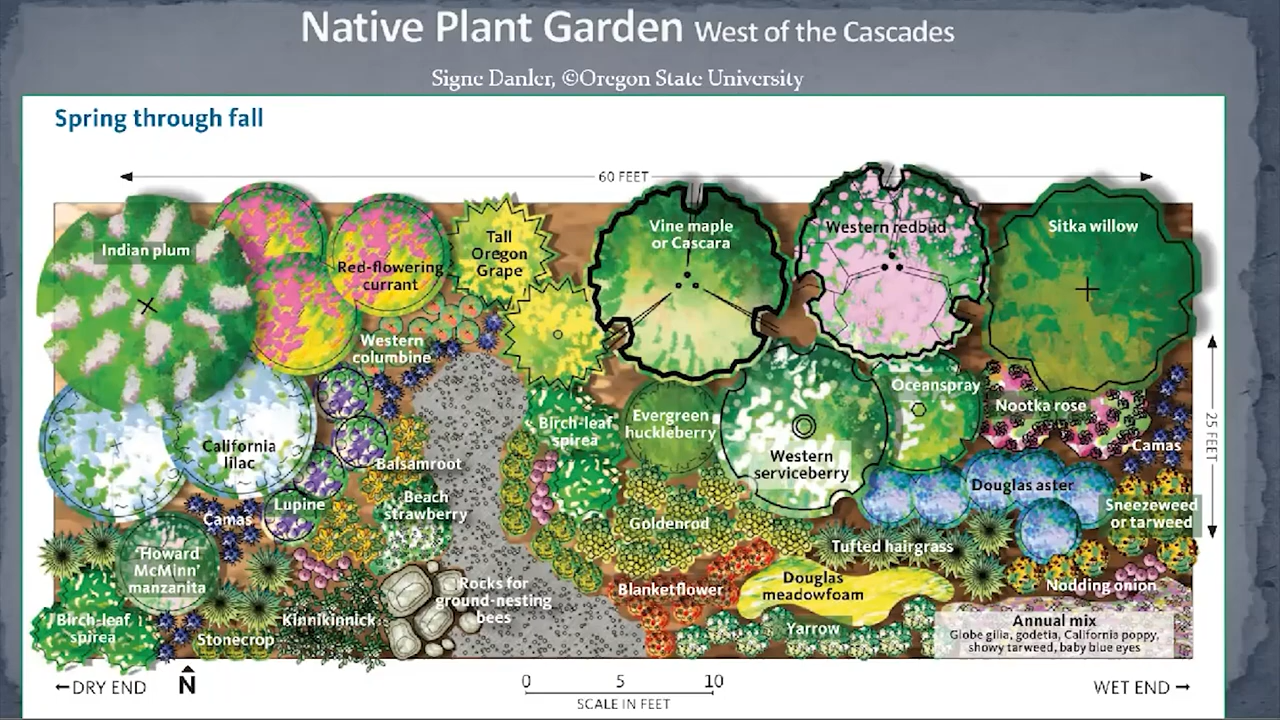 Native Plant Garden West of the Cascades
Signe Danler, ©Oregon State University
Spring through fall
60 FEET
Indian plum
Red-flowering
currant
Tall
Oregon
Grape
Vine maple
or Cascara
Western redbud
Sitka willow
Western
columbine
Oceanspray
Nootka rose
Birch-leaf
spirea
Evergreen
huckleberry
25 FEET
California
lilac
Balsamroot
Western
serviceberry
Camas
Douglas aster
Lupine
Beach
strawberry
Camas
Goldenrod
Sneezeweed
or tarweed
'Howard
McMinn'
manzanita
Tufted hairgrass
Rocks for
ground-nesting
bees
Blanketflower
Douglas
meadowfoam
Nodding onion
Birch-leaf
spirea
Stonecrop
Kinnikinnick
Yarrow
Annual mix
Globe gilia, godetia, California poppy,
showy tarweed, baby blue eyes
←DRY END
N
0 5 10
SCALE IN FEET
WET END →